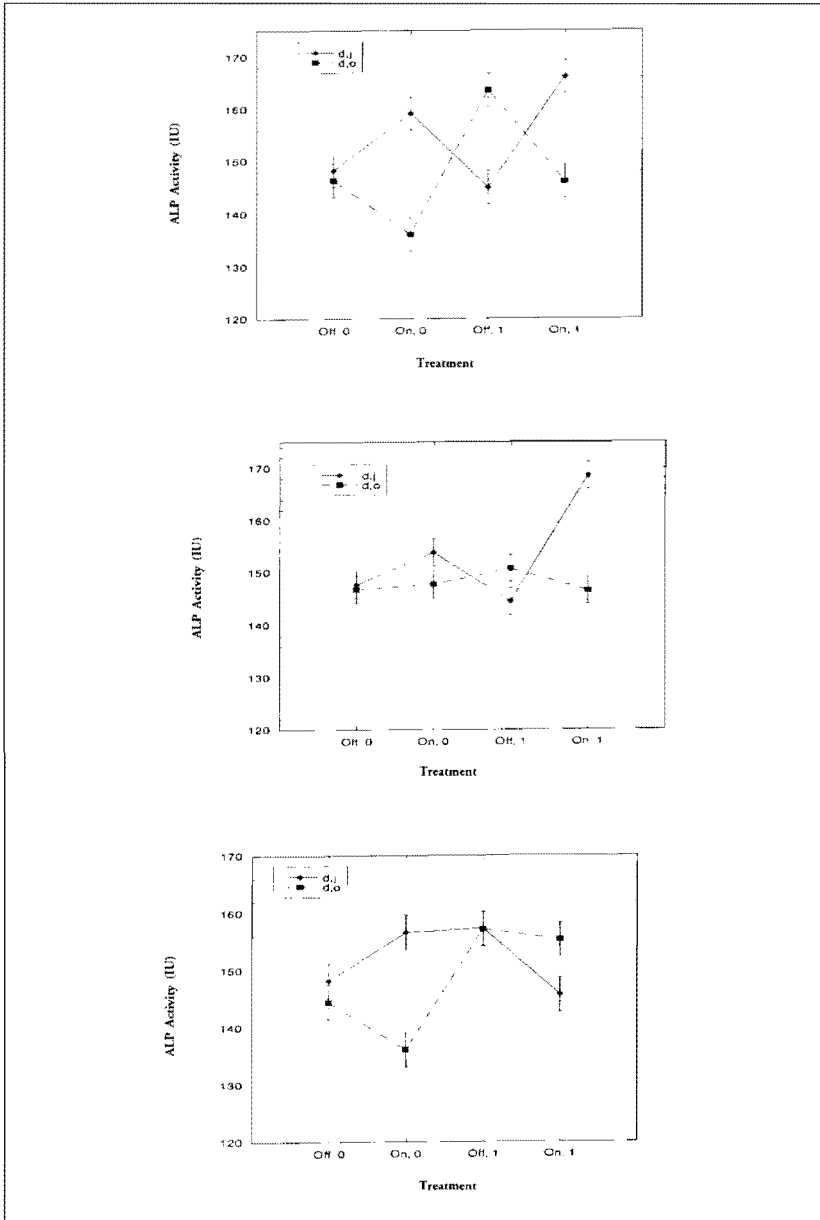 170
160
150
140
130
120
ALP Activity (IU)
d,j
d,o
Off 0
On, 0
Off, 1
On, 1
Treatment
170
160
150
140
130
120
ALP Activity (IU)
d,j
d,o
Off 0
On, 0
Off, 1
On 1
Treatment
170
160
150
140
130
120
ALP Activity (IU)
d,j
d,o
Off 0
On, 0
Off, 1
On, 1
Treatment